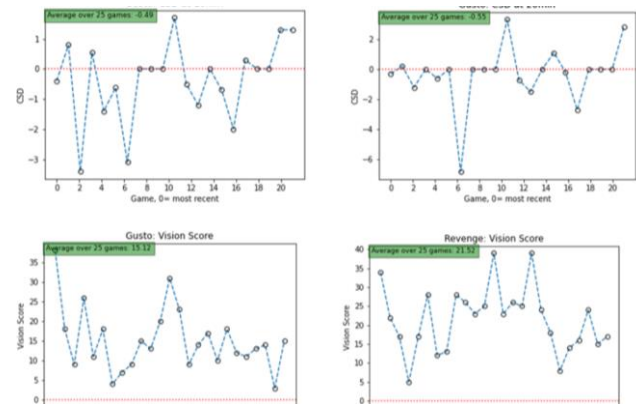 Average over 25 games: -0.49
1
0
−1
−2
−3
CSD
0 2 4 6 8 10 12 14 16 18 20
Game, 0= most recent
Average over 25 games: -0.55
2
0
−2
−4
−6
CSD
0 2 4 6 8 10 12 14 16 18 20
Game, 0= most recent
Gusto: Vision Score
Average over 25 games: 15.12
35
30
25
20
15
10
5
0
Vision Score
Revenge: Vision Score
Average over 25 games: 21.52
40
35
30
25
20
15
10
5
0
Vision Score